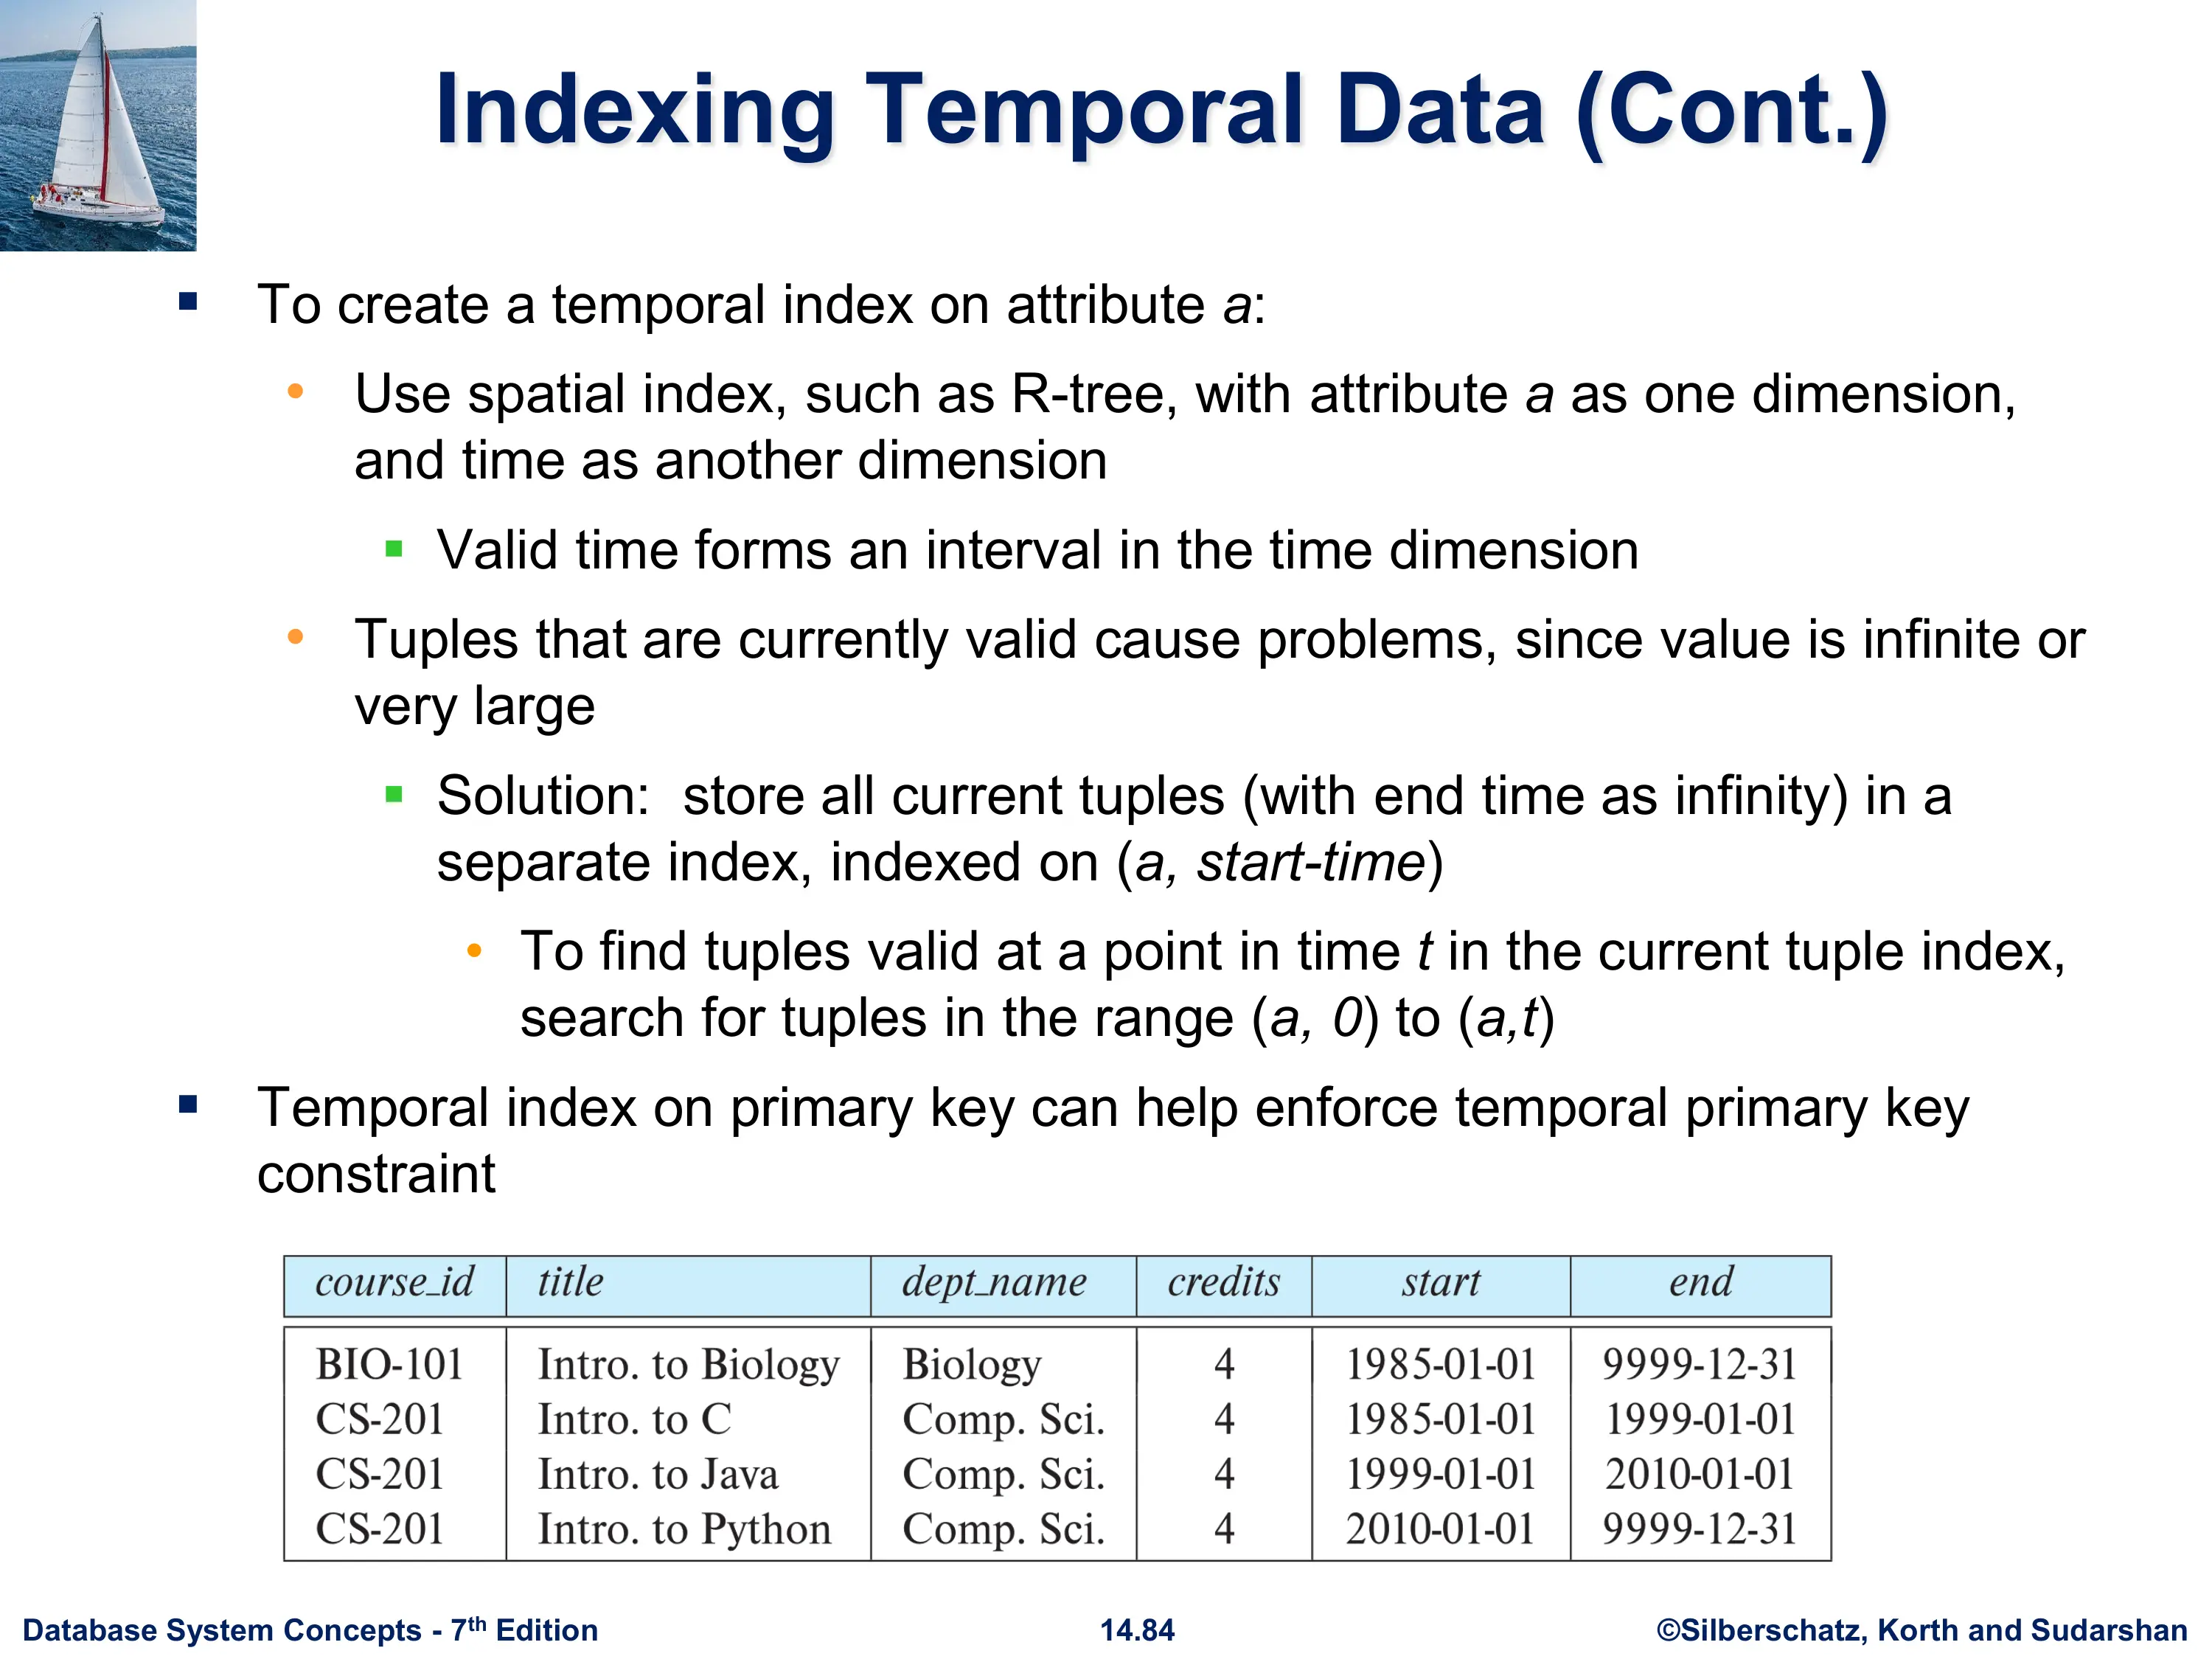 Indexing Temporal Data (Cont.)
▪ To create a temporal index on attribute a:
• Use spatial index, such as R-tree, with attribute a as one dimension,
and time as another dimension
▪ Valid time forms an interval in the time dimension
• Tuples that are currently valid cause problems, since value is infinite or
very large
▪ Solution:  store all current tuples (with end time as infinity) in a
separate index, indexed on (a, start-time)
• To find tuples valid at a point in time t in the current tuple index,
search for tuples in the range (a, 0) to (a,t)
▪ Temporal index on primary key can help enforce temporal primary key
constraint
course_id title dept_name credits start end
BIO-101 Intro. to Biology Biology 4 1985-01-01 9999-12-31
CS-201 Intro. to C Comp. Sci. 4 1985-01-01 1999-01-01
CS-201 Intro. to Java Comp. Sci. 4 1999-01-01 2010-01-01
CS-201 Intro. to Python Comp. Sci. 4 2010-01-01 9999-12-31
Database System Concepts - 7th Edition 14.84 ©Silberschatz, Korth and Sudarshan